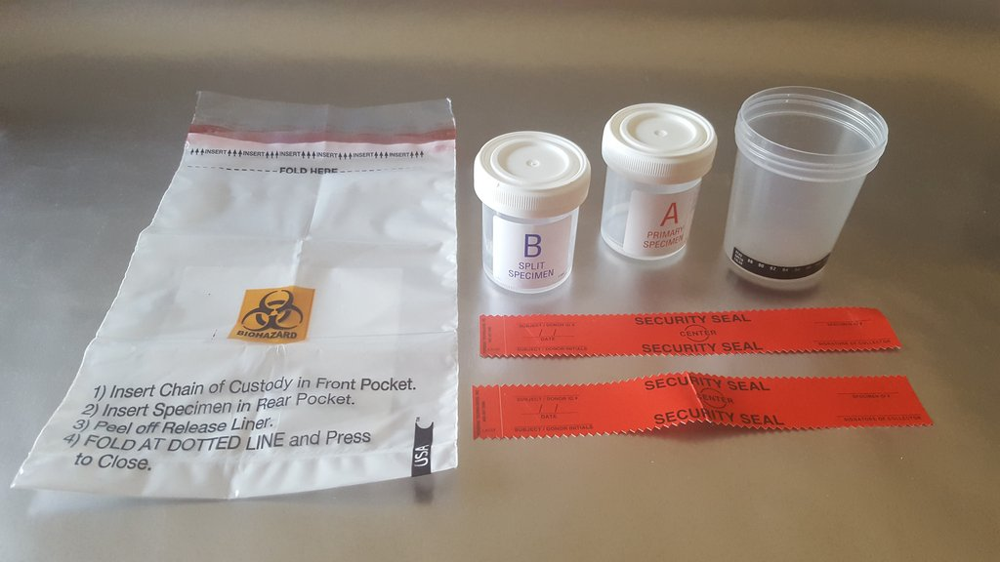 INSERT INSERT INSERT INSERT INSERT
FOLD HERE
BIOHAZARD
1) Insert Chain of Custody in Front Pocket.
2) Insert Specimen in Rear Pocket.
3) Peel off Release Liner.
4) FOLD AT DOTTED LINE and Press
to Close.
USA
B
SPLIT
SPECIMEN
A
PRIMARY
SPECIMEN
90 92 94
SECURITY SEAL
SUBJECT / DONOR ID #
CENTER
SPECIMEN ID #
DATE
SECURITY SEAL
SUBJECT / DONOR INITIALS
SIGNATURE OF COLLECTOR
SECURITY SEAL
SUBJECT / DONOR ID #
CENTER
SPECIMEN ID #
DATE
SECURITY SEAL
SUBJECT / DONOR INITIALS
SIGNATURE OF COLLECTOR